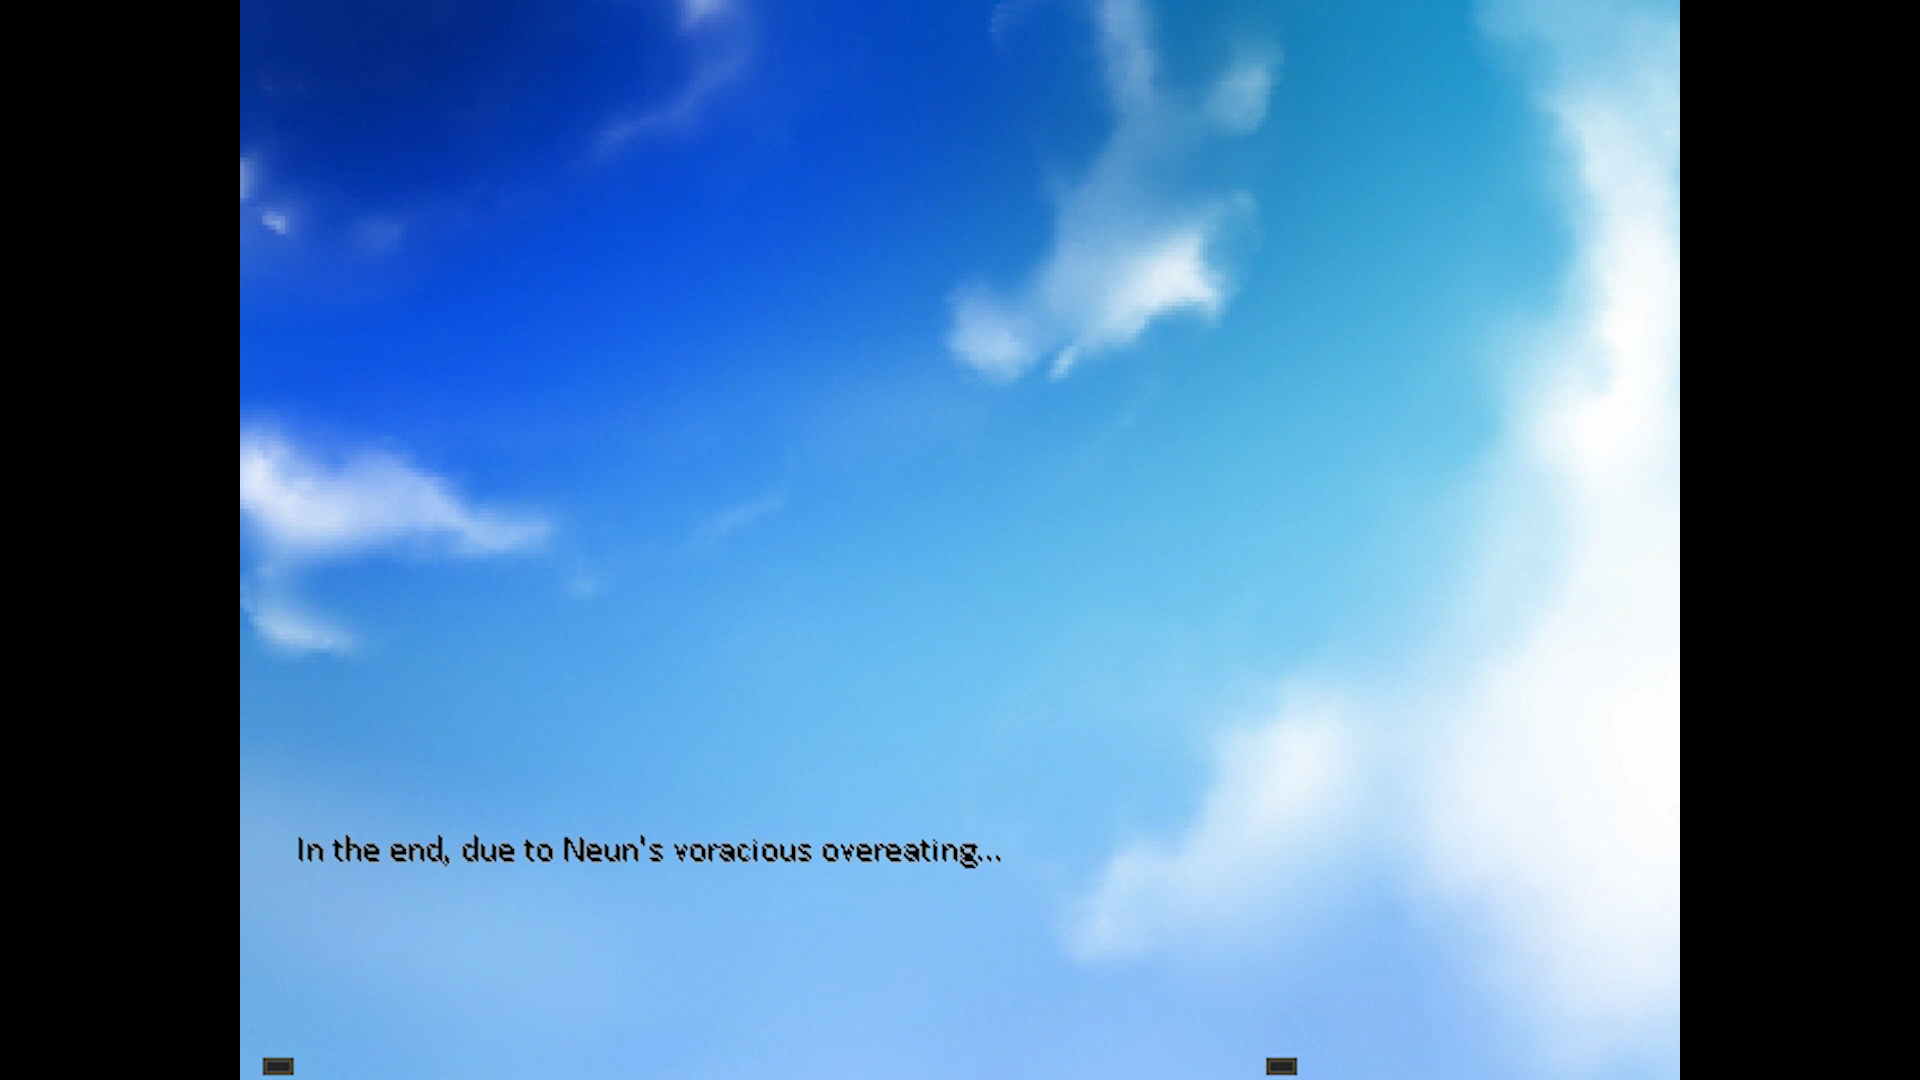 In the end, due to Neun's voracious overeating...